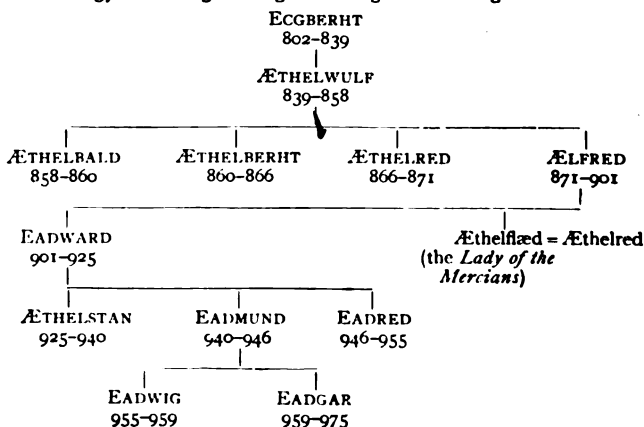 ECGBERHT
802–839
ÆTHELWULF
839–858
ÆTHELBALD ÆTHELBERHT ÆTHELRED ÆLFRED
858–860 860–866 866–871 871–901
EADWARD Æthelflæd = Æthelred
901–925 (the Lady of the
Mercians)
ÆTHELSTAN EADMUND EADRED
925–940 940–946 946–955
EADWIG EADGAR
955–959 959–975